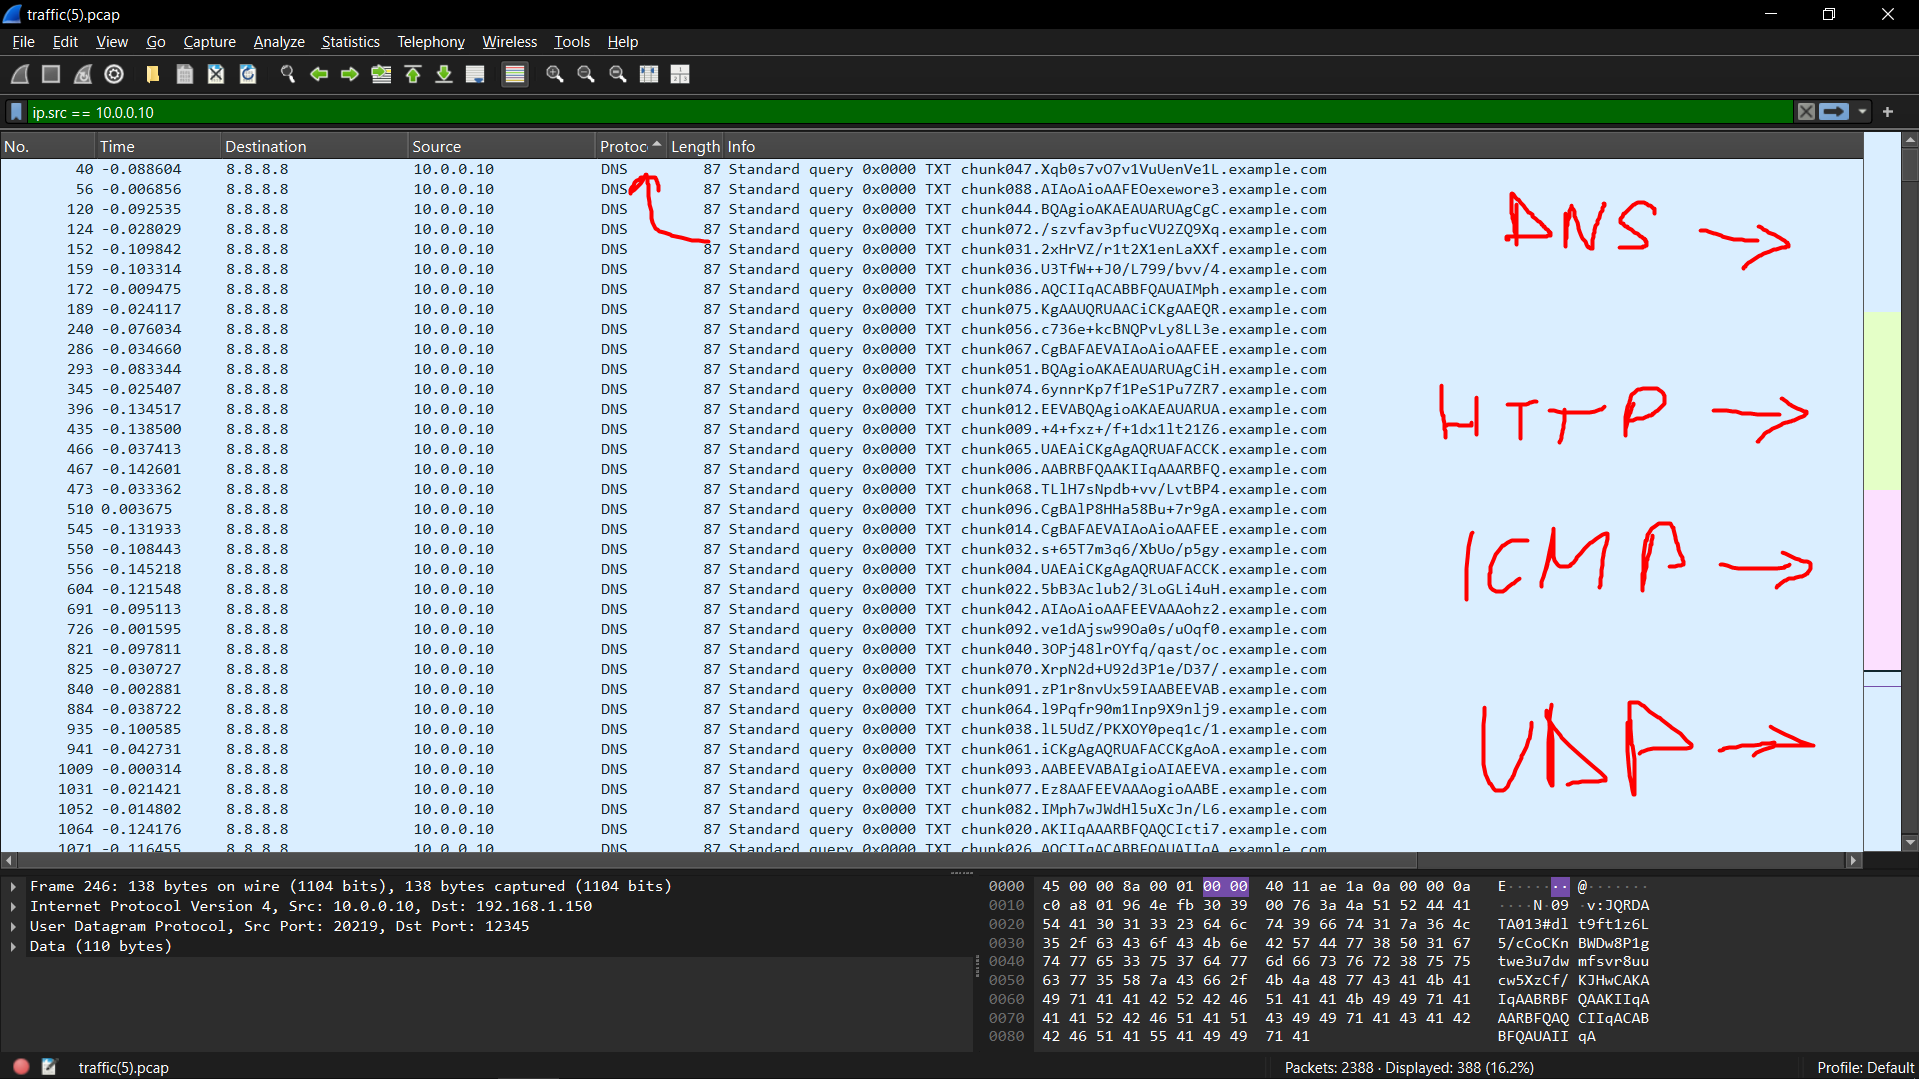 traffic(5).pcap
File Edit View Go Capture Analyze Statistics Telephony Wireless Tools Help
ip.src == 10.0.0.10
No. Time Destination Source Protoc Length Info
40 -0.088604 8.8.8.8 10.0.0.10 DNS 87 Standard query 0x0000 TXT chunk047.Xqb0s7vO7v1VuUenVe1L.example.com
56 -0.006856 8.8.8.8 10.0.0.10 DNS 87 Standard query 0x0000 TXT chunk088.AIAoAioAAFEOexewore3.example.com
120 -0.092535 8.8.8.8 10.0.0.10 DNS 87 Standard query 0x0000 TXT chunk044.BQAgioAKAEAUARUAgCgC.example.com
124 -0.028029 8.8.8.8 10.0.0.10 DNS 87 Standard query 0x0000 TXT chunk072./szvfav3pfucVU2ZQ9Xq.example.com
152 -0.109842 8.8.8.8 10.0.0.10 DNS 87 Standard query 0x0000 TXT chunk031.2xHrVZ/r1t2X1enLaXXf.example.com
159 -0.103314 8.8.8.8 10.0.0.10 DNS 87 Standard query 0x0000 TXT chunk036.U3TfW++J0/L799/bvv/4.example.com
172 -0.009475 8.8.8.8 10.0.0.10 DNS 87 Standard query 0x0000 TXT chunk086.AQCIIqACABBFQAUAIMph.example.com
189 -0.024117 8.8.8.8 10.0.0.10 DNS 87 Standard query 0x0000 TXT chunk075.KgAAUQRUAACiCKgAAEQR.example.com
240 -0.076034 8.8.8.8 10.0.0.10 DNS 87 Standard query 0x0000 TXT chunk056.c736e+kcBNQPvLy8LL3e.example.com
286 -0.034660 8.8.8.8 10.0.0.10 DNS 87 Standard query 0x0000 TXT chunk067.CgBAFAEVAIAoAioAAFEE.example.com
293 -0.083344 8.8.8.8 10.0.0.10 DNS 87 Standard query 0x0000 TXT chunk051.BQAgioAKAEAUARUAgCiH.example.com
345 -0.025407 8.8.8.8 10.0.0.10 DNS 87 Standard query 0x0000 TXT chunk074.6ynnrKp7f1PeS1Pu7ZR7.example.com
396 -0.134517 8.8.8.8 10.0.0.10 DNS 87 Standard query 0x0000 TXT chunk012.EEVABQAgioAKAEAUARUA.example.com
435 -0.138500 8.8.8.8 10.0.0.10 DNS 87 Standard query 0x0000 TXT chunk009.+4+fxz+/f+1dx1lt21Z6.example.com
466 -0.037413 8.8.8.8 10.0.0.10 DNS 87 Standard query 0x0000 TXT chunk065.UAEAiCKgAgAQRUAFACCK.example.com
467 -0.142601 8.8.8.8 10.0.0.10 DNS 87 Standard query 0x0000 TXT chunk006.AABRBFQAAKIIqAAARBFQ.example.com
473 -0.033362 8.8.8.8 10.0.0.10 DNS 87 Standard query 0x0000 TXT chunk068.TLlH7sNpdb+vv/LvtBP4.example.com
510 0.003675 8.8.8.8 10.0.0.10 DNS 87 Standard query 0x0000 TXT chunk096.CgBAlP8HHa58Bu+7r9gA.example.com
545 -0.131933 8.8.8.8 10.0.0.10 DNS 87 Standard query 0x0000 TXT chunk014.CgBAFAEVAIAoAioAAFEE.example.com
550 -0.108443 8.8.8.8 10.0.0.10 DNS 87 Standard query 0x0000 TXT chunk032.s+65T7m3q6/XbUo/p5gy.example.com
556 -0.145218 8.8.8.8 10.0.0.10 DNS 87 Standard query 0x0000 TXT chunk004.UAEAiCKgAgAQRUAFACCK.example.com
604 -0.121548 8.8.8.8 10.0.0.10 DNS 87 Standard query 0x0000 TXT chunk022.5bB3Aclub2/3LoGLi4uH.example.com
691 -0.095113 8.8.8.8 10.0.0.10 DNS 87 Standard query 0x0000 TXT chunk042.AIAoAioAAFEEVAAAohz2.example.com
726 -0.001595 8.8.8.8 10.0.0.10 DNS 87 Standard query 0x0000 TXT chunk092.ve1dAjsw99Oa0s/uOqf0.example.com
821 -0.097811 8.8.8.8 10.0.0.10 DNS 87 Standard query 0x0000 TXT chunk040.3OPj48lrOYfq/qast/oc.example.com
825 -0.030727 8.8.8.8 10.0.0.10 DNS 87 Standard query 0x0000 TXT chunk070.XrpN2d+U92d3P1e/D37/.example.com
840 -0.002881 8.8.8.8 10.0.0.10 DNS 87 Standard query 0x0000 TXT chunk091.zP1r8nvUx59IAABEEVAB.example.com
884 -0.038722 8.8.8.8 10.0.0.10 DNS 87 Standard query 0x0000 TXT chunk064.l9Pqfr90m1Inp9X9nlj9.example.com
935 -0.100585 8.8.8.8 10.0.0.10 DNS 87 Standard query 0x0000 TXT chunk038.lL5UdZ/PKXOY0peq1c/1.example.com
941 -0.042731 8.8.8.8 10.0.0.10 DNS 87 Standard query 0x0000 TXT chunk061.iCKgAgAQRUAFACCKgAoA.example.com
1009 -0.000314 8.8.8.8 10.0.0.10 DNS 87 Standard query 0x0000 TXT chunk093.AABEEVABAIgioAIAEEVA.example.com
1031 -0.021421 8.8.8.8 10.0.0.10 DNS 87 Standard query 0x0000 TXT chunk077.Ez8AAFEEVAAAogioAABE.example.com
1052 -0.014802 8.8.8.8 10.0.0.10 DNS 87 Standard query 0x0000 TXT chunk082.IMph7wJWdHl5uXcJn/L6.example.com
1064 -0.124176 8.8.8.8 10.0.0.10 DNS 87 Standard query 0x0000 TXT chunk020.AKIIqAAARBFQAQCIcti7.example.com
1071 -0.116455 8.8.8.8 10.0.0.10 DNS 87 Standard query 0x0000 TXT chunk026.AQCIIqACABBFQAUAIIqA.example.com
DNS →
HTTP →
ICMP →
UDP →
Frame 246: 138 bytes on wire (1104 bits), 138 bytes captured (1104 bits)
Internet Protocol Version 4, Src: 10.0.0.10, Dst: 192.168.1.150
User Datagram Protocol, Src Port: 20219, Dst Port: 12345
Data (110 bytes)
0000 45 00 00 8a 00 01 00 00 40 11 ae 1a 0a 00 00 0a E······· @·······
0010 c0 a8 01 96 4e fb 30 39 00 76 3a 4a 51 52 44 41 ····N·09 ·v:JQRDA
0020 54 41 30 31 33 23 64 6c 74 39 66 74 31 7a 36 4c TA013#dl t9ft1z6L
0030 35 2f 63 43 6f 43 4b 6e 42 57 44 77 38 50 31 67 5/cCoCKn BWDw8P1g
0040 74 77 65 33 75 37 64 77 6d 66 73 76 72 38 75 75 twe3u7dw mfsvr8uu
0050 63 77 35 58 7a 43 66 2f 4b 4a 48 77 43 41 4b 41 cw5XzCf/ KJHwCAKA
0060 49 71 41 41 42 52 42 46 51 41 41 4b 49 49 71 41 IqAABRBF QAAKIIqA
0070 41 41 52 42 46 51 41 51 43 49 49 71 41 43 41 42 AARBFQAQ CIIqACAB
0080 42 46 51 41 55 41 49 49 71 41 BFQAUAII qA
traffic(5).pcap
Packets: 2388 · Displayed: 388 (16.2%)
Profile: Default